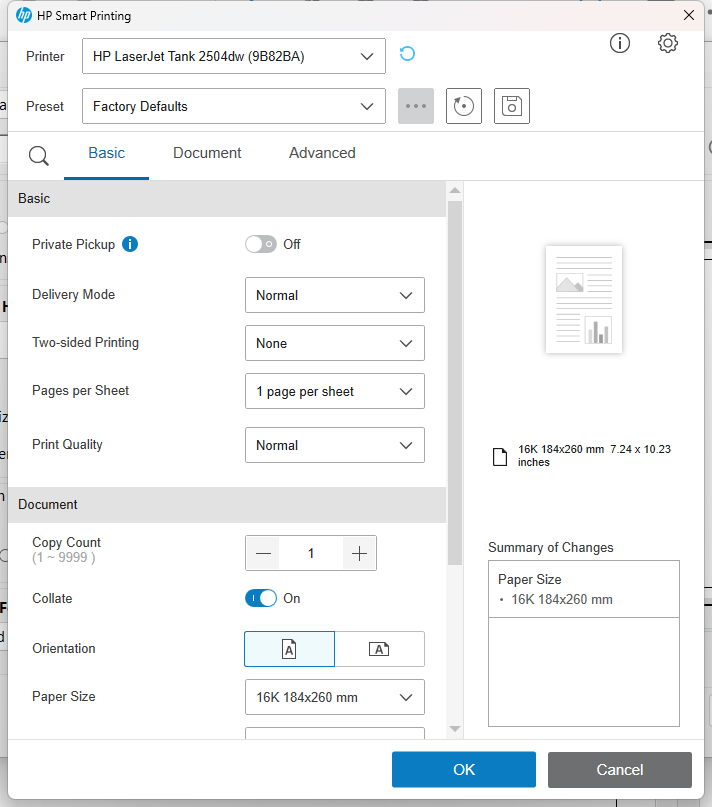 hp HP Smart Printing
Printer HP LaserJet Tank 2504dw (9B82BA)
Preset Factory Defaults
Basic Document Advanced
Basic
Private Pickup Off
Delivery Mode Normal
Two-sided Printing None
Pages per Sheet 1 page per sheet
Print Quality Normal
16K 184x260 mm 7.24 x 10.23
inches
Document
Copy Count 1
(1 ~ 9999 )
Collate On
Orientation A A
Paper Size 16K 184x260 mm
Summary of Changes
Paper Size
• 16K 184x260 mm
OK Cancel